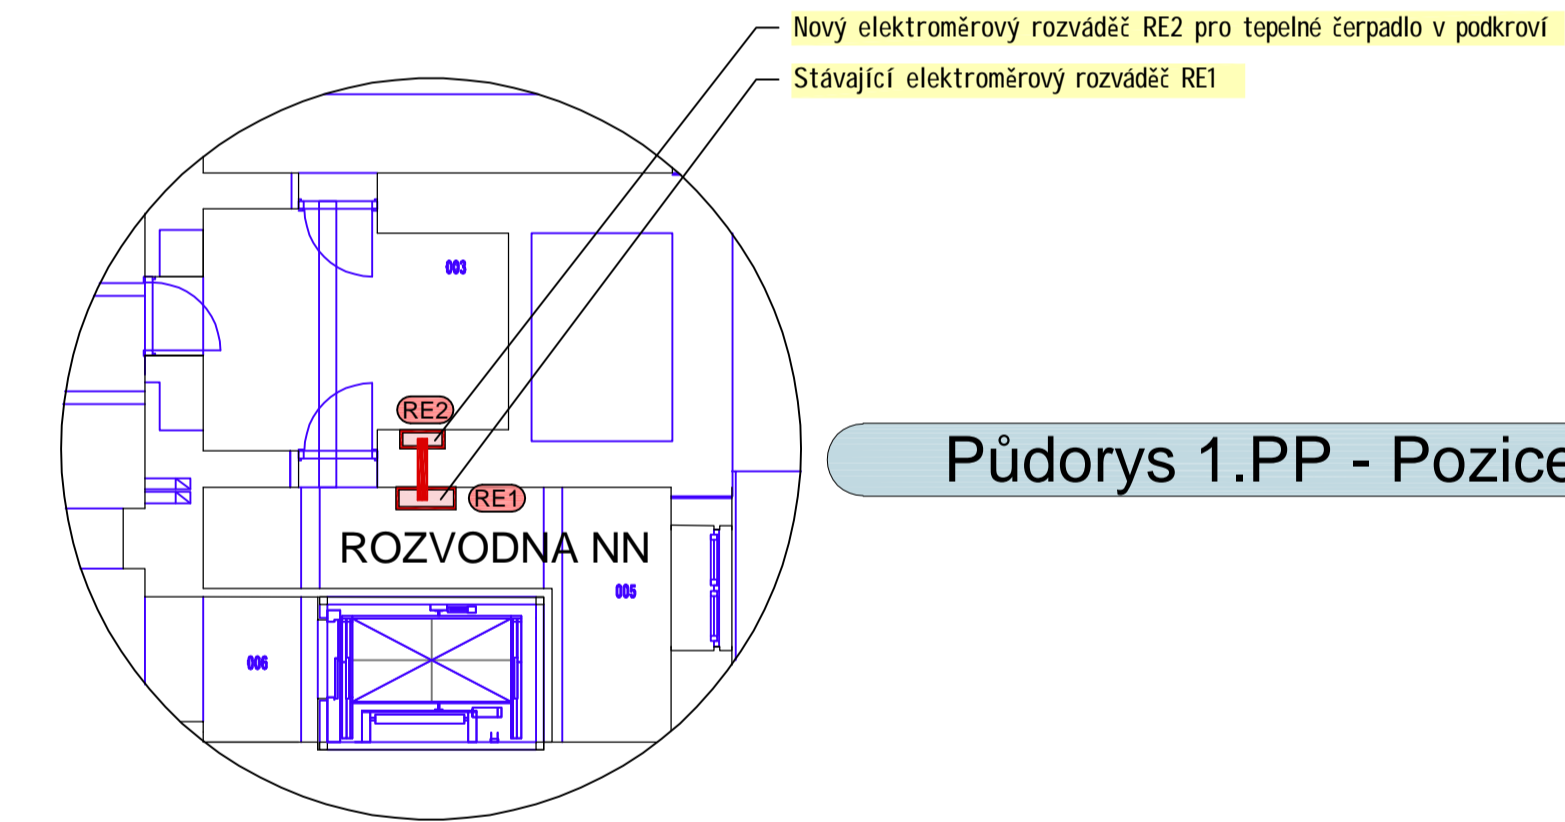 Nový elektroměrový rozváděč RE2 pro tepelné čerpadlo v podkroví
Stávající elektroměrový rozváděč RE1
003
RE2
Půdorys 1.PP - Pozice
RE1
ROZVODNA NN
005
006